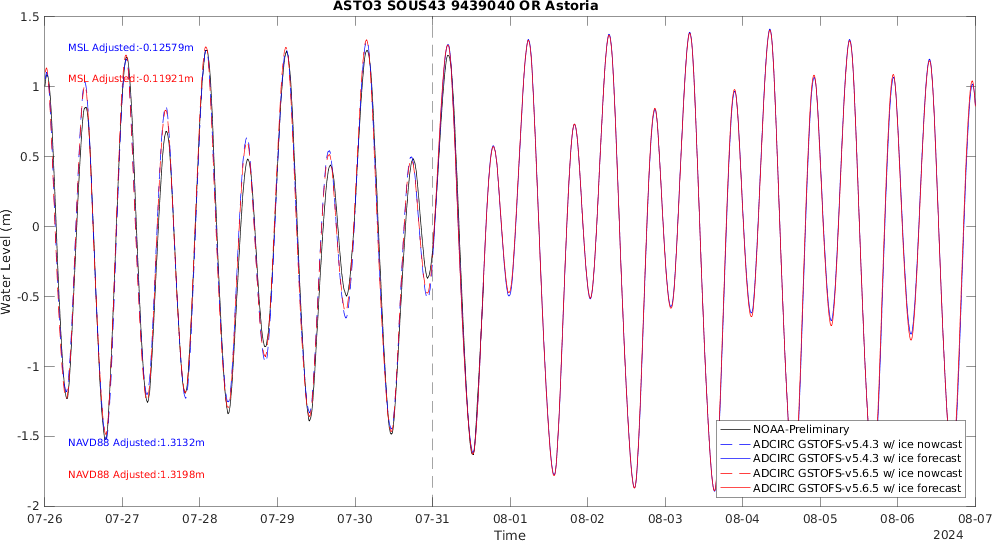 ASTO3 SOUS43 9439040 OR Astoria
Water Level (m)
1.5
1
0.5
0
-0.5
-1
-1.5
-2
MSL Adjusted:-0.12579m
MSL Adjusted:-0.11921m
NAVD88 Adjusted:1.3132m
NAVD88 Adjusted:1.3198m
NOAA-Preliminary
ADCIRC GSTOFS-v5.4.3 w/ ice nowcast
ADCIRC GSTOFS-v5.4.3 w/ ice forecast
ADCIRC GSTOFS-v5.6.5 w/ ice nowcast
ADCIRC GSTOFS-v5.6.5 w/ ice forecast
07-26 07-27 07-28 07-29 07-30 07-31 08-01 08-02 08-03 08-04 08-05 08-06 08-07
Time
2024